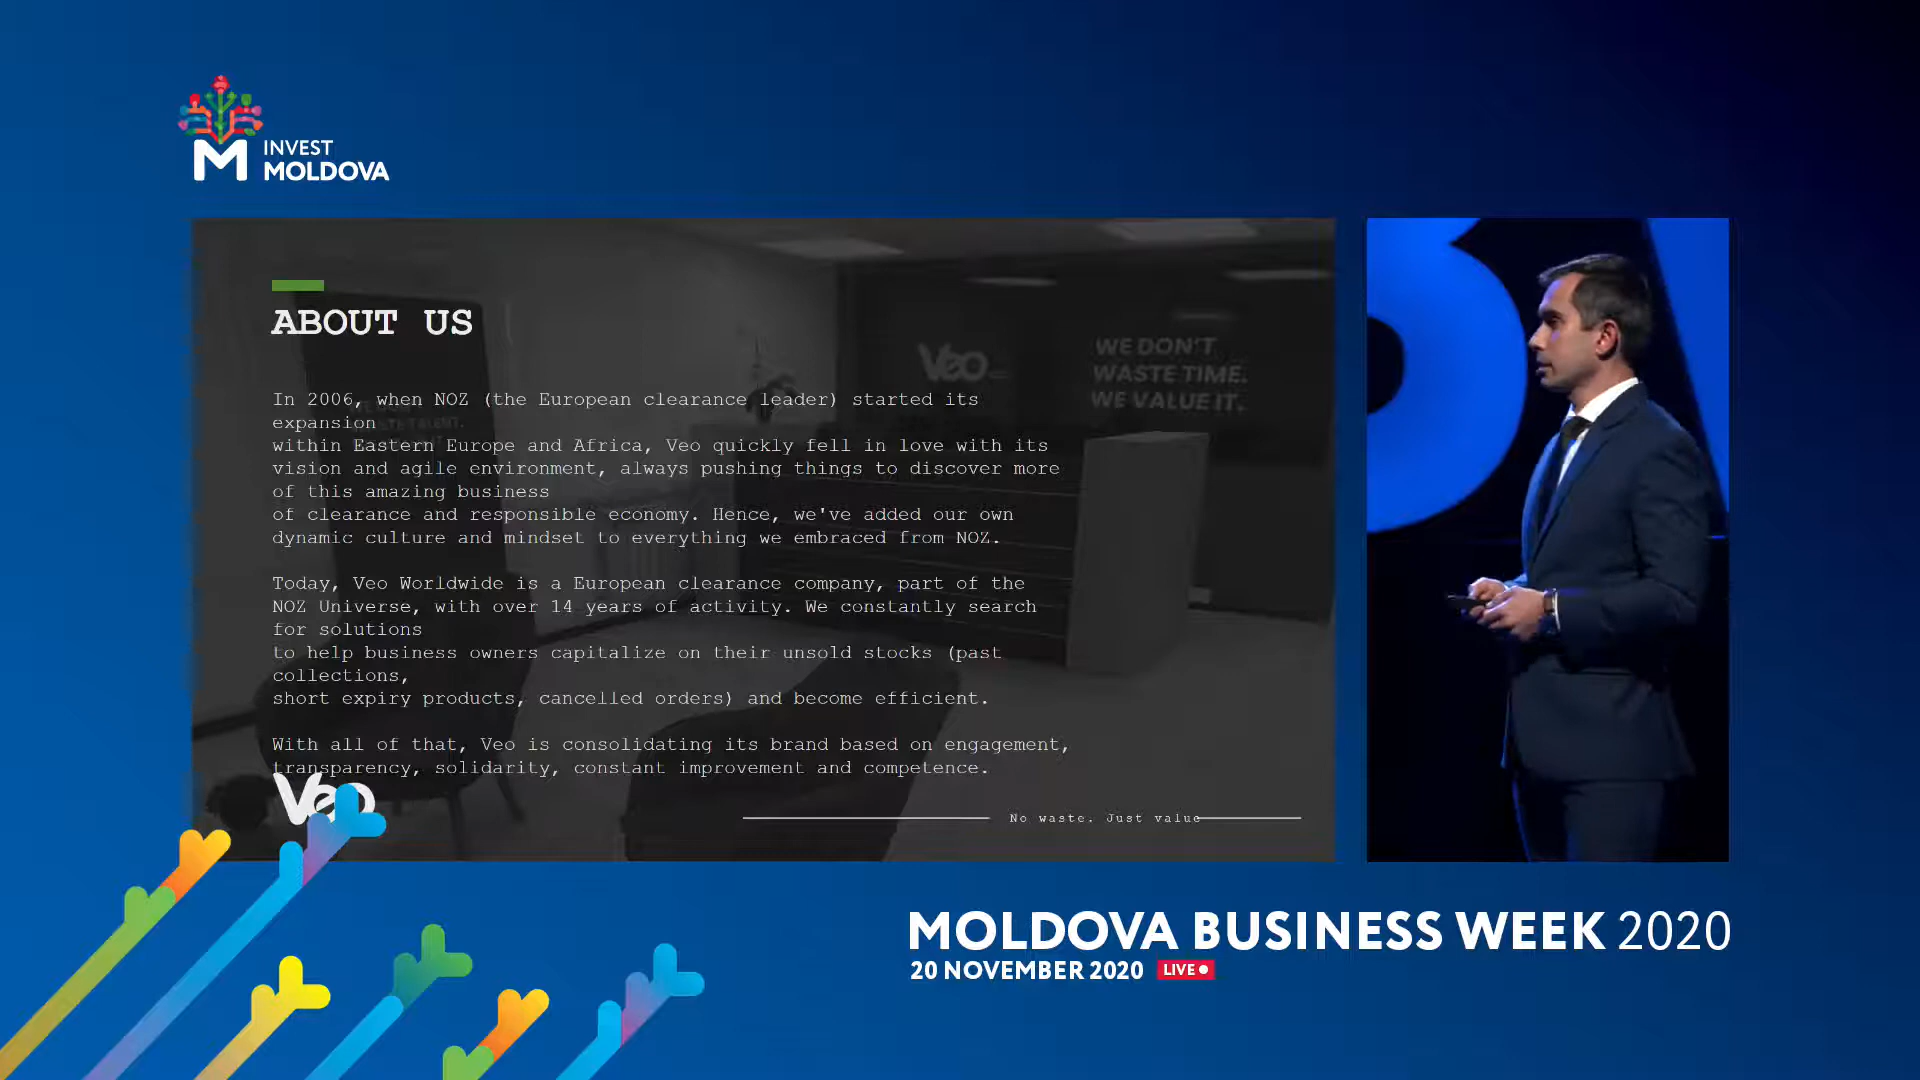 INVEST
MOLDOVA
ABOUT US
In 2006, when NOZ (the European clearance leader) started its
expansion
within Eastern Europe and Africa, Veo quickly fell in love with its
vision and agile environment, always pushing things to discover more
of this amazing business
of clearance and responsible economy. Hence, we've added our own
dynamic culture and mindset to everything we embraced from NOZ.
Today, Veo Worldwide is a European clearance company, part of the
NOZ Universe, with over 14 years of activity. We constantly search
for solutions
to help business owners capitalize on their unsold stocks (past
collections,
short expiry products, cancelled orders) and become efficient.
With all of that, Veo is consolidating its brand based on engagement,
transparency, solidarity, constant improvement and competence.
Veo
WE DON'T
WASTE TIME.
WE VALUE IT.
Veo
No waste. Just value
MOLDOVA BUSINESS WEEK 2020
20 NOVEMBER 2020 LIVE